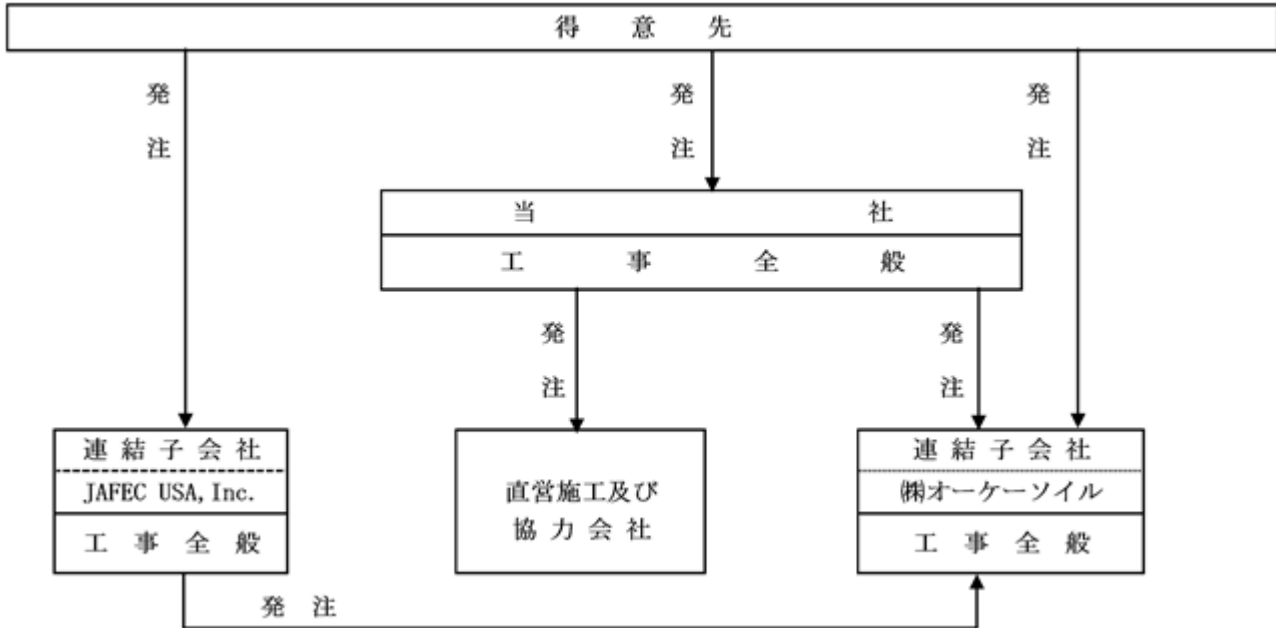 得意先
発注
発注
発注
当社
工事全般
発注
発注
連結子会社
JAFEC USA, Inc.
工事全般
直営施工及び
協力会社
連結子会社
㈱オーケーソイル
工事全般
発注